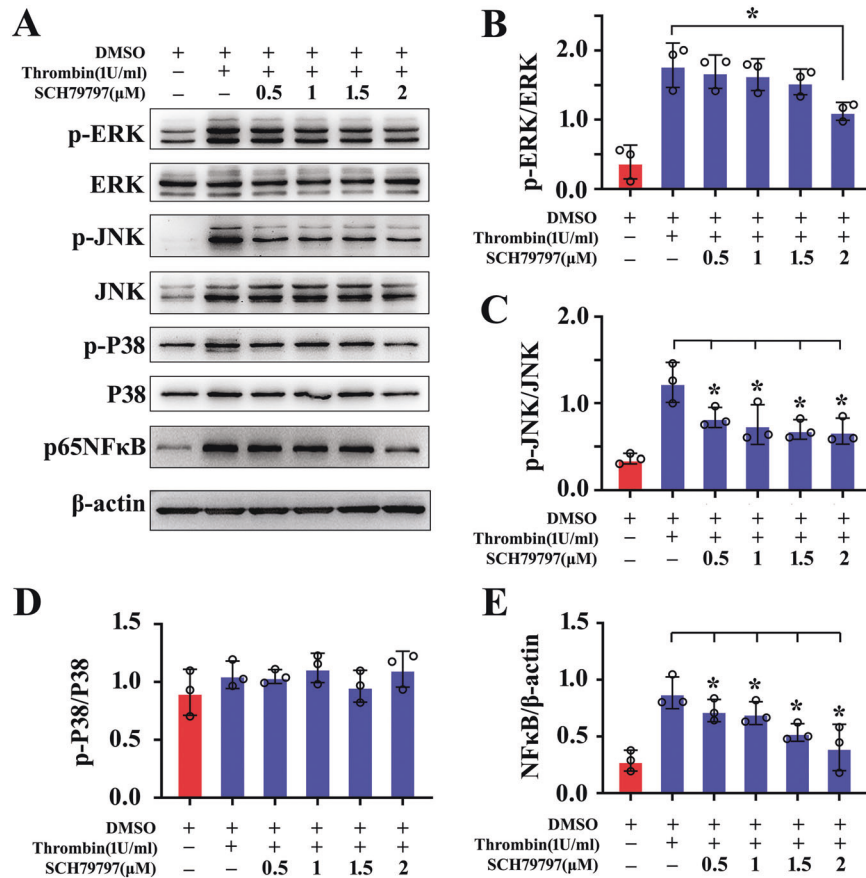 A
DMSO + + + + + +
Thrombin(1U/ml) – + + + + +
SCH79797(μM) – – 0.5 1 1.5 2
p-ERK
ERK
p-JNK
JNK
p-P38
P38
p65NFκB
β-actin
B
*
p-ERK/ERK
2.0
1.0
0.0
DMSO + + + + + +
Thrombin(1U/ml) – + + + + +
SCH79797(μM) – – 0.5 1 1.5 2
C
p-JNK/JNK
2.0
1.0
0.0
* * * *
DMSO + + + + + +
Thrombin(1U/ml) – + + + + +
SCH79797(μM) – – 0.5 1 1.5 2
D
p-P38/P38
1.5
1.0
0.5
0.0
DMSO + + + + + +
Thrombin(1U/ml) – + + + + +
SCH79797(μM) – – 0.5 1 1.5 2
E
NFκB/β-actin
1.5
1.0
0.5
0.0
* * * *
DMSO + + + + + +
Thrombin(1U/ml) – + + + + +
SCH79797(μM) – – 0.5 1 1.5 2